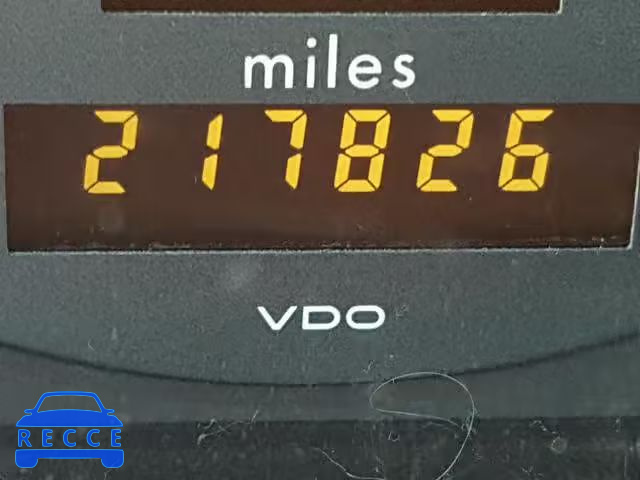 miles
217826
VDO
RECCE